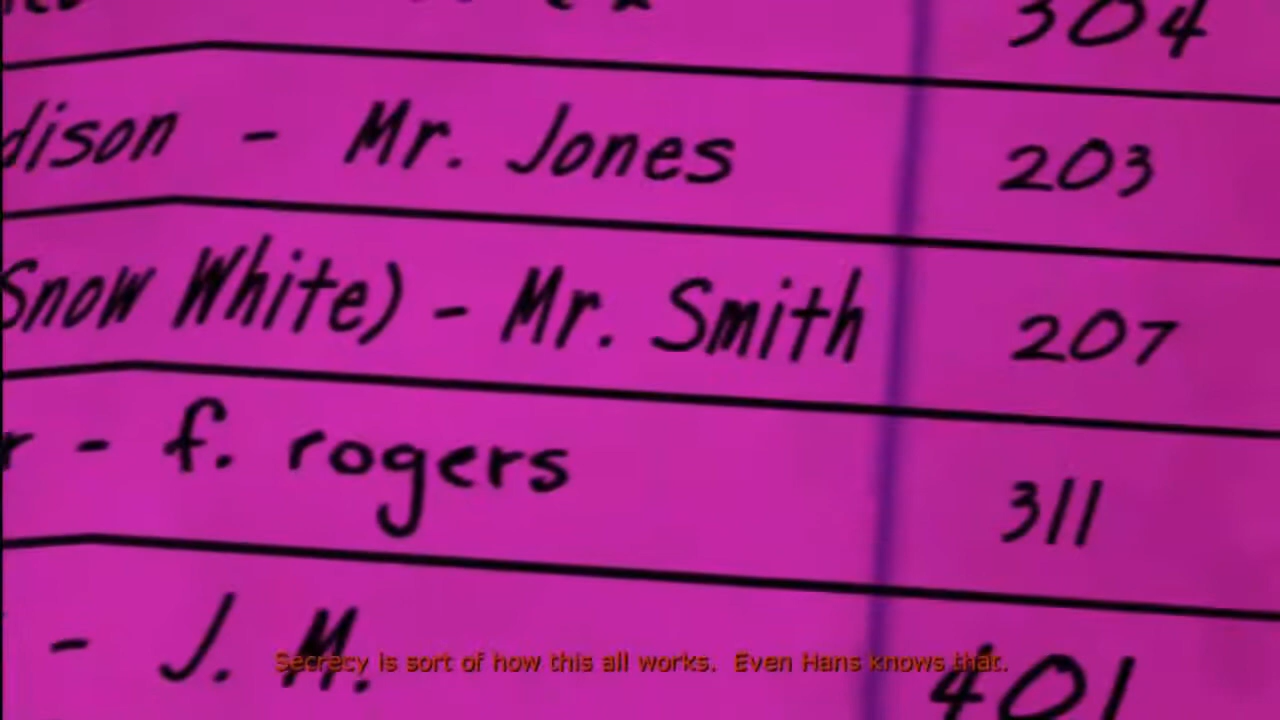 304
dison - Mr. Jones 203
Snow White) - Mr. Smith 207
r - f. rogers 311
- J. M. 401
Secrecy is sort of how this all works. Even Hans knows that.